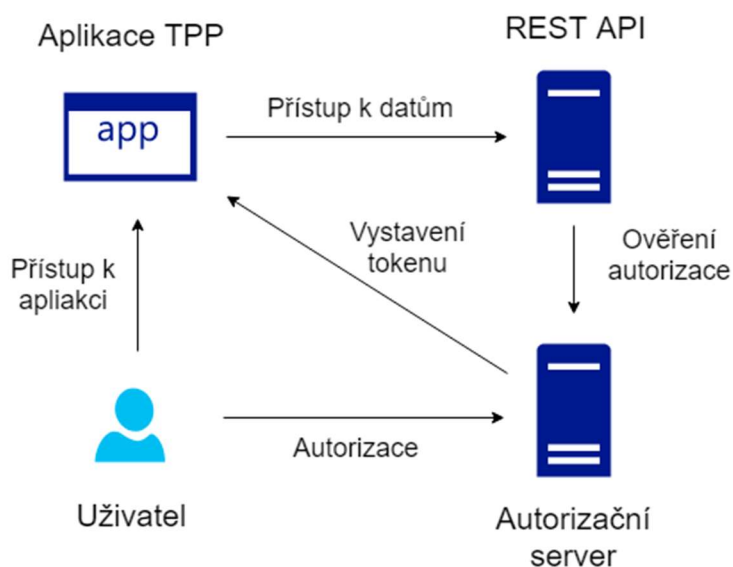 Aplikace TPP
REST API
app
Přístup k datům
Vystavení
tokenu
Ověření
autorizace
Přístup k
apliakci
Autorizace
Uživatel
Autorizační
server